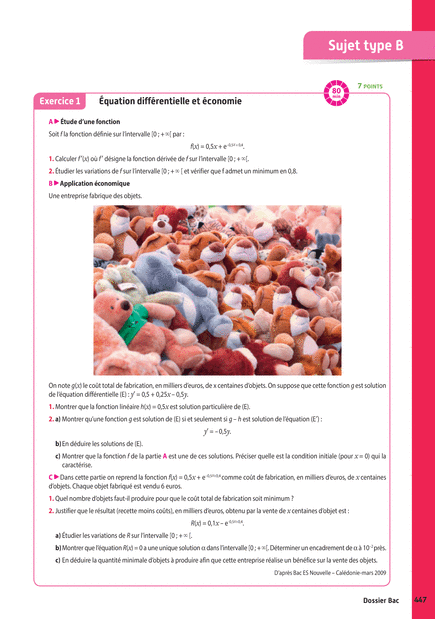 Sujet type B
80
min
7 POINTS
Exercice 1 Équation différentielle et économie
A ▶ Étude d'une fonction
Soit f la fonction définie sur l'intervalle [0 ; + ∞[ par :
f(x) = 0,5x + e⁻⁰,⁵ˣ⁺⁰,⁴.
1. Calculer f'(x) où f' désigne la fonction dérivée de f sur l'intervalle [0 ; + ∞[.
2. Étudier les variations de f sur l'intervalle [0 ; + ∞ [ et vérifier que f admet un minimum en 0,8.
B ▶ Application économique
Une entreprise fabrique des objets.
On note g(x) le coût total de fabrication, en milliers d'euros, de x centaines d'objets. On suppose que cette fonction g est solution
de l'équation différentielle (E) : y' = 0,5 + 0,25x – 0,5y.
1. Montrer que la fonction linéaire h(x) = 0,5x est solution particulière de (E).
2. a) Montrer qu'une fonction g est solution de (E) si et seulement si g – h est solution de l'équation (E') :
y' = –0,5y.
b) En déduire les solutions de (E).
c) Montrer que la fonction f de la partie A est une de ces solutions. Préciser quelle est la condition initiale (pour x = 0) qui la
caractérise.
C ▶ Dans cette partie on reprend la fonction f(x) = 0,5x + e⁻⁰,⁵ˣ⁺⁰,⁴ comme coût de fabrication, en milliers d'euros, de x centaines
d'objets. Chaque objet fabriqué est vendu 6 euros.
1. Quel nombre d'objets faut-il produire pour que le coût total de fabrication soit minimum ?
2. Justifier que le résultat (recette moins coûts), en milliers d'euros, obtenu par la vente de x centaines d'objet est :
R(x) = 0,1x – e⁻⁰,⁵ˣ⁺⁰,⁴.
a) Étudier les variations de R sur l'intervalle [0 ; + ∞ [.
b) Montrer que l'équation R(x) = 0 a une unique solution α dans l'intervalle [0 ; + ∞[. Déterminer un encadrement de α à 10⁻² près.
c) En déduire la quantité minimale d'objets à produire afin que cette entreprise réalise un bénéfice sur la vente des objets.
D'après Bac ES Nouvelle – Calédonie-mars 2009
Dossier Bac 447